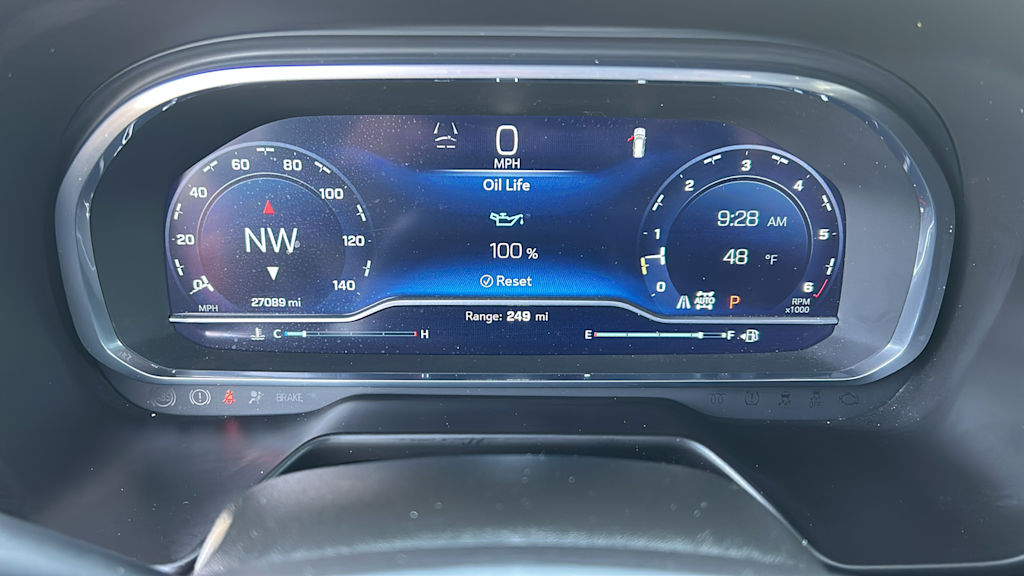 0
MPH
Oil Life
100 %
Reset
20
40
60
80
100
120
140
0
MPH
NW
27089 mi
0
1
2
3
4
5
6
RPM
x1000
9:28 AM
48 °F
AUTO
P
Range: 249 mi
C H
E F
BRAKE